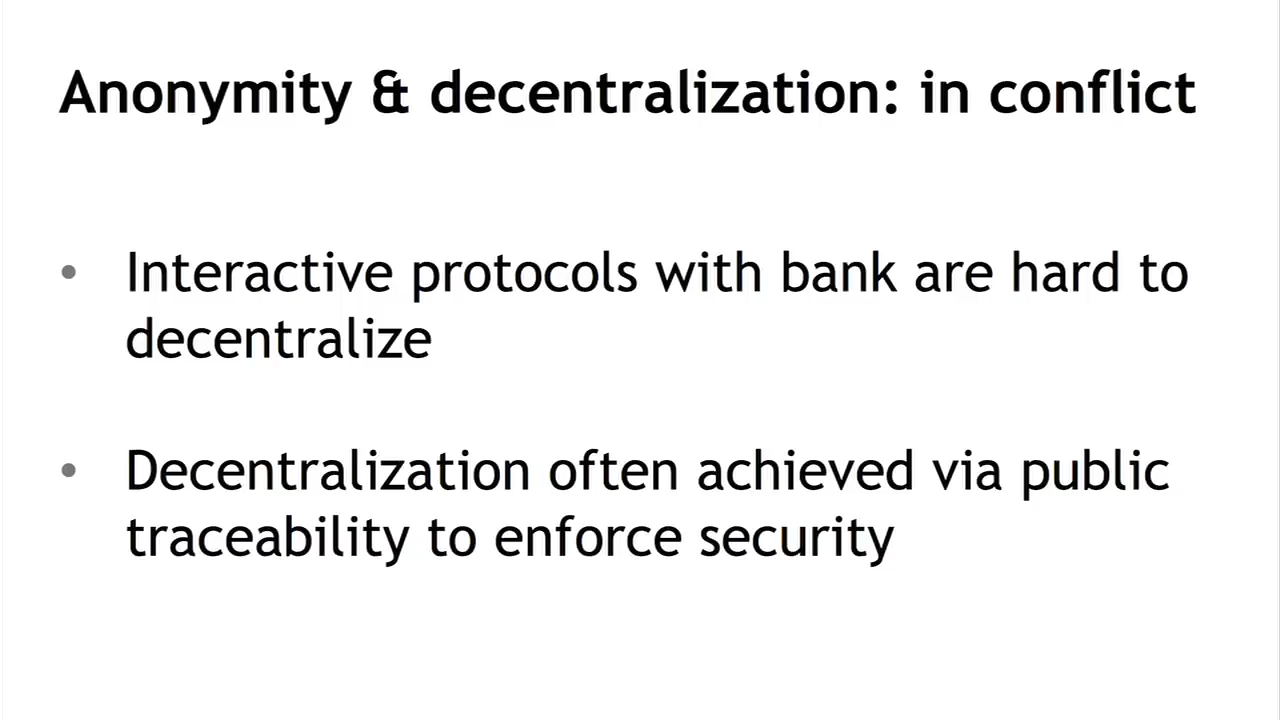 Anonymity & decentralization: in conflict
• Interactive protocols with bank are hard to
decentralize
• Decentralization often achieved via public
traceability to enforce security